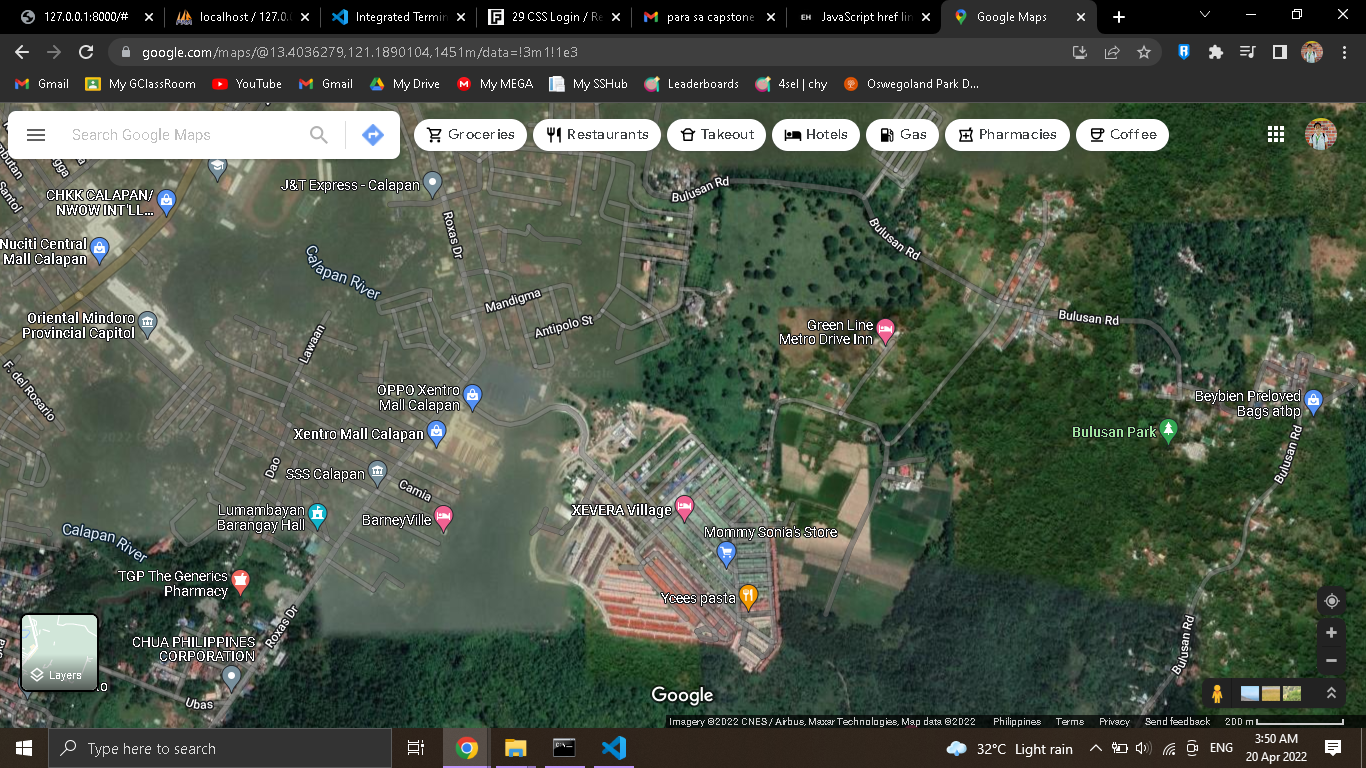 127.0.0.1:8000/#
localhost / 127.0.
Integrated Termin
29 CSS Login / Re
para sa capstone
JavaScript href lin
Google Maps
google.com/maps/@13.4036279,121.1890104,1451m/data=!3m1!1e3
Gmail
My GClassRoom
YouTube
Gmail
My Drive
My MEGA
My SSHub
Leaderboards
4sel | chy
Oswegoland Park D...
Search Google Maps
Groceries
Restaurants
Takeout
Hotels
Gas
Pharmacies
Coffee
Santol
CHKK CALAPAN/
NWOW INT'LL...
J&T Express - Calapan
Bulusan Rd
Roxas Dr
Bulusan Rd
Nuciti Central
Mall Calapan
Calapan River
Mandigma
Antipolo St
Oriental Mindoro
Provincial Capitol
Lawaan
Green Line
Metro Drive Inn
Bulusan Rd
F. del Rosario
OPPO Xentro
Mall Calapan
Beybien Preloved
Bags atbp
Xentro Mall Calapan
Bulusan Park
Bulusan Rd
Dao
SSS Calapan
Camia
XEVERA Village
Lumambayan
Barangay Hall
BarneyVille
Calapan River
Mommy Sonia's Store
TGP The Generics
Pharmacy
Ycees pasta
Roxas Dr
Bulusan Rd
CHUA PHILIPPINES
CORPORATION
Layers
Ubas
Google
Imagery ©2022 CNES / Airbus, Maxar Technologies, Map data ©2022
Philippines
Terms
Privacy
Send feedback
200 m
Type here to search
32°C Light rain
ENG
3:50 AM
20 Apr 2022